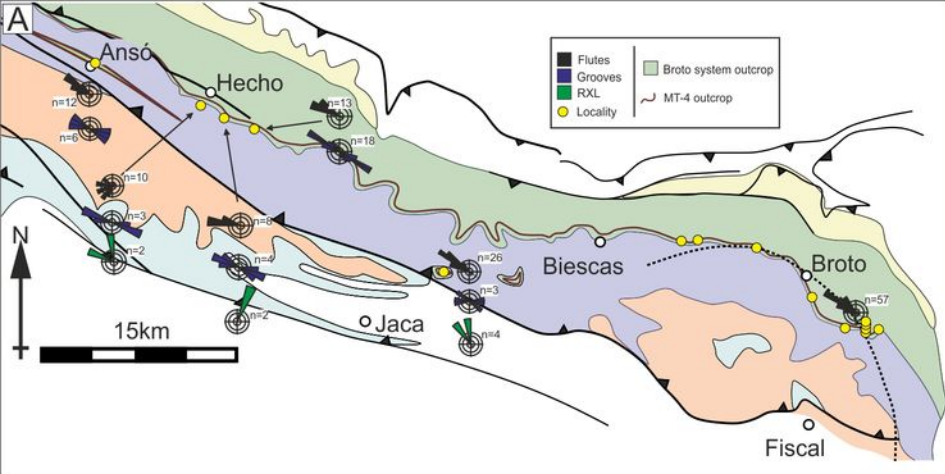 A
Ansó
Hecho
n=12
n=13
n=6
n=18
n=10
n=3
n=8
n=2
n=4
n=26
n=3
n=2
n=4
n=57
Flutes
Grooves
RXL
Locality
Broto system outcrop
MT-4 outcrop
N
15km
Jaca
Biescas
Broto
Fiscal